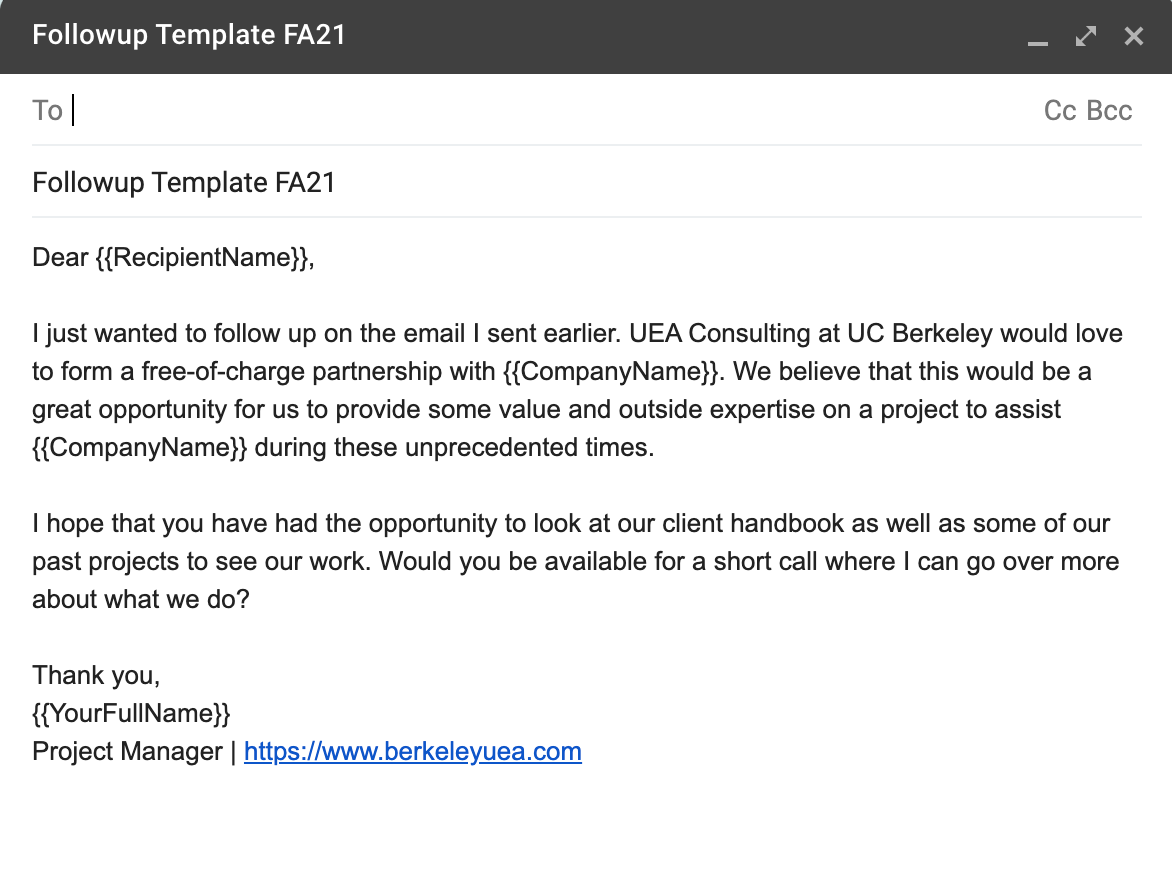 Followup Template FA21
To
Cc Bcc
Followup Template FA21
Dear {{RecipientName}},
I just wanted to follow up on the email I sent earlier. UEA Consulting at UC Berkeley would love
to form a free-of-charge partnership with {{CompanyName}}. We believe that this would be a
great opportunity for us to provide some value and outside expertise on a project to assist
{{CompanyName}} during these unprecedented times.
I hope that you have had the opportunity to look at our client handbook as well as some of our
past projects to see our work. Would you be available for a short call where I can go over more
about what we do?
Thank you,
{{YourFullName}}
Project Manager | https://www.berkeleyuea.com